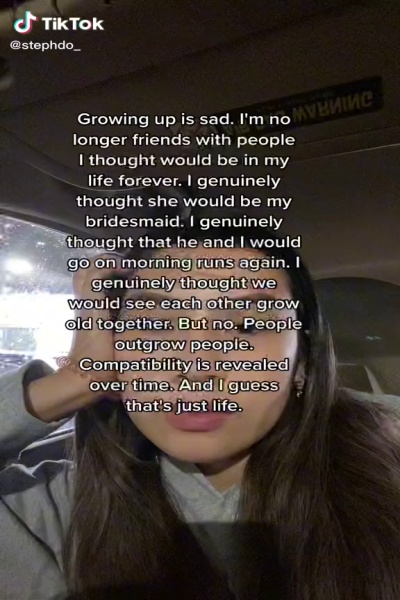 TikTok
@stephdo_
WARNING
Growing up is sad. I'm no
longer friends with people
I thought would be in my
life forever. I genuinely
thought she would be my
bridesmaid. I genuinely
thought that he and I would
go on morning runs again. I
genuinely thought we
would see each other grow
old together. But no. People
outgrow people.
Compatibility is revealed
over time. And I guess
that's just life.